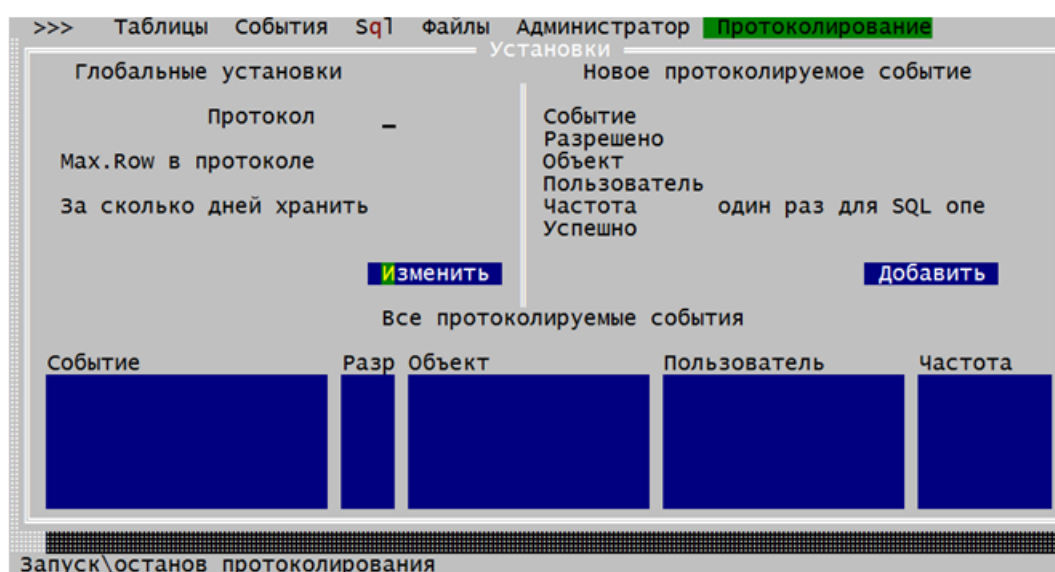 >>> Таблицы События Sql Файлы Администратор Протоколирование
Установки
Глобальные установки
Протокол
Max.Row в протоколе
За сколько дней хранить
Изменить
Новое протоколируемое событие
Событие
Разрешено
Объект
Пользователь
Частота один раз для SQL опе
Успешно
Добавить
Все протоколируемые события
Событие Разр Объект Пользователь Частота
Запуск\останов протоколирования